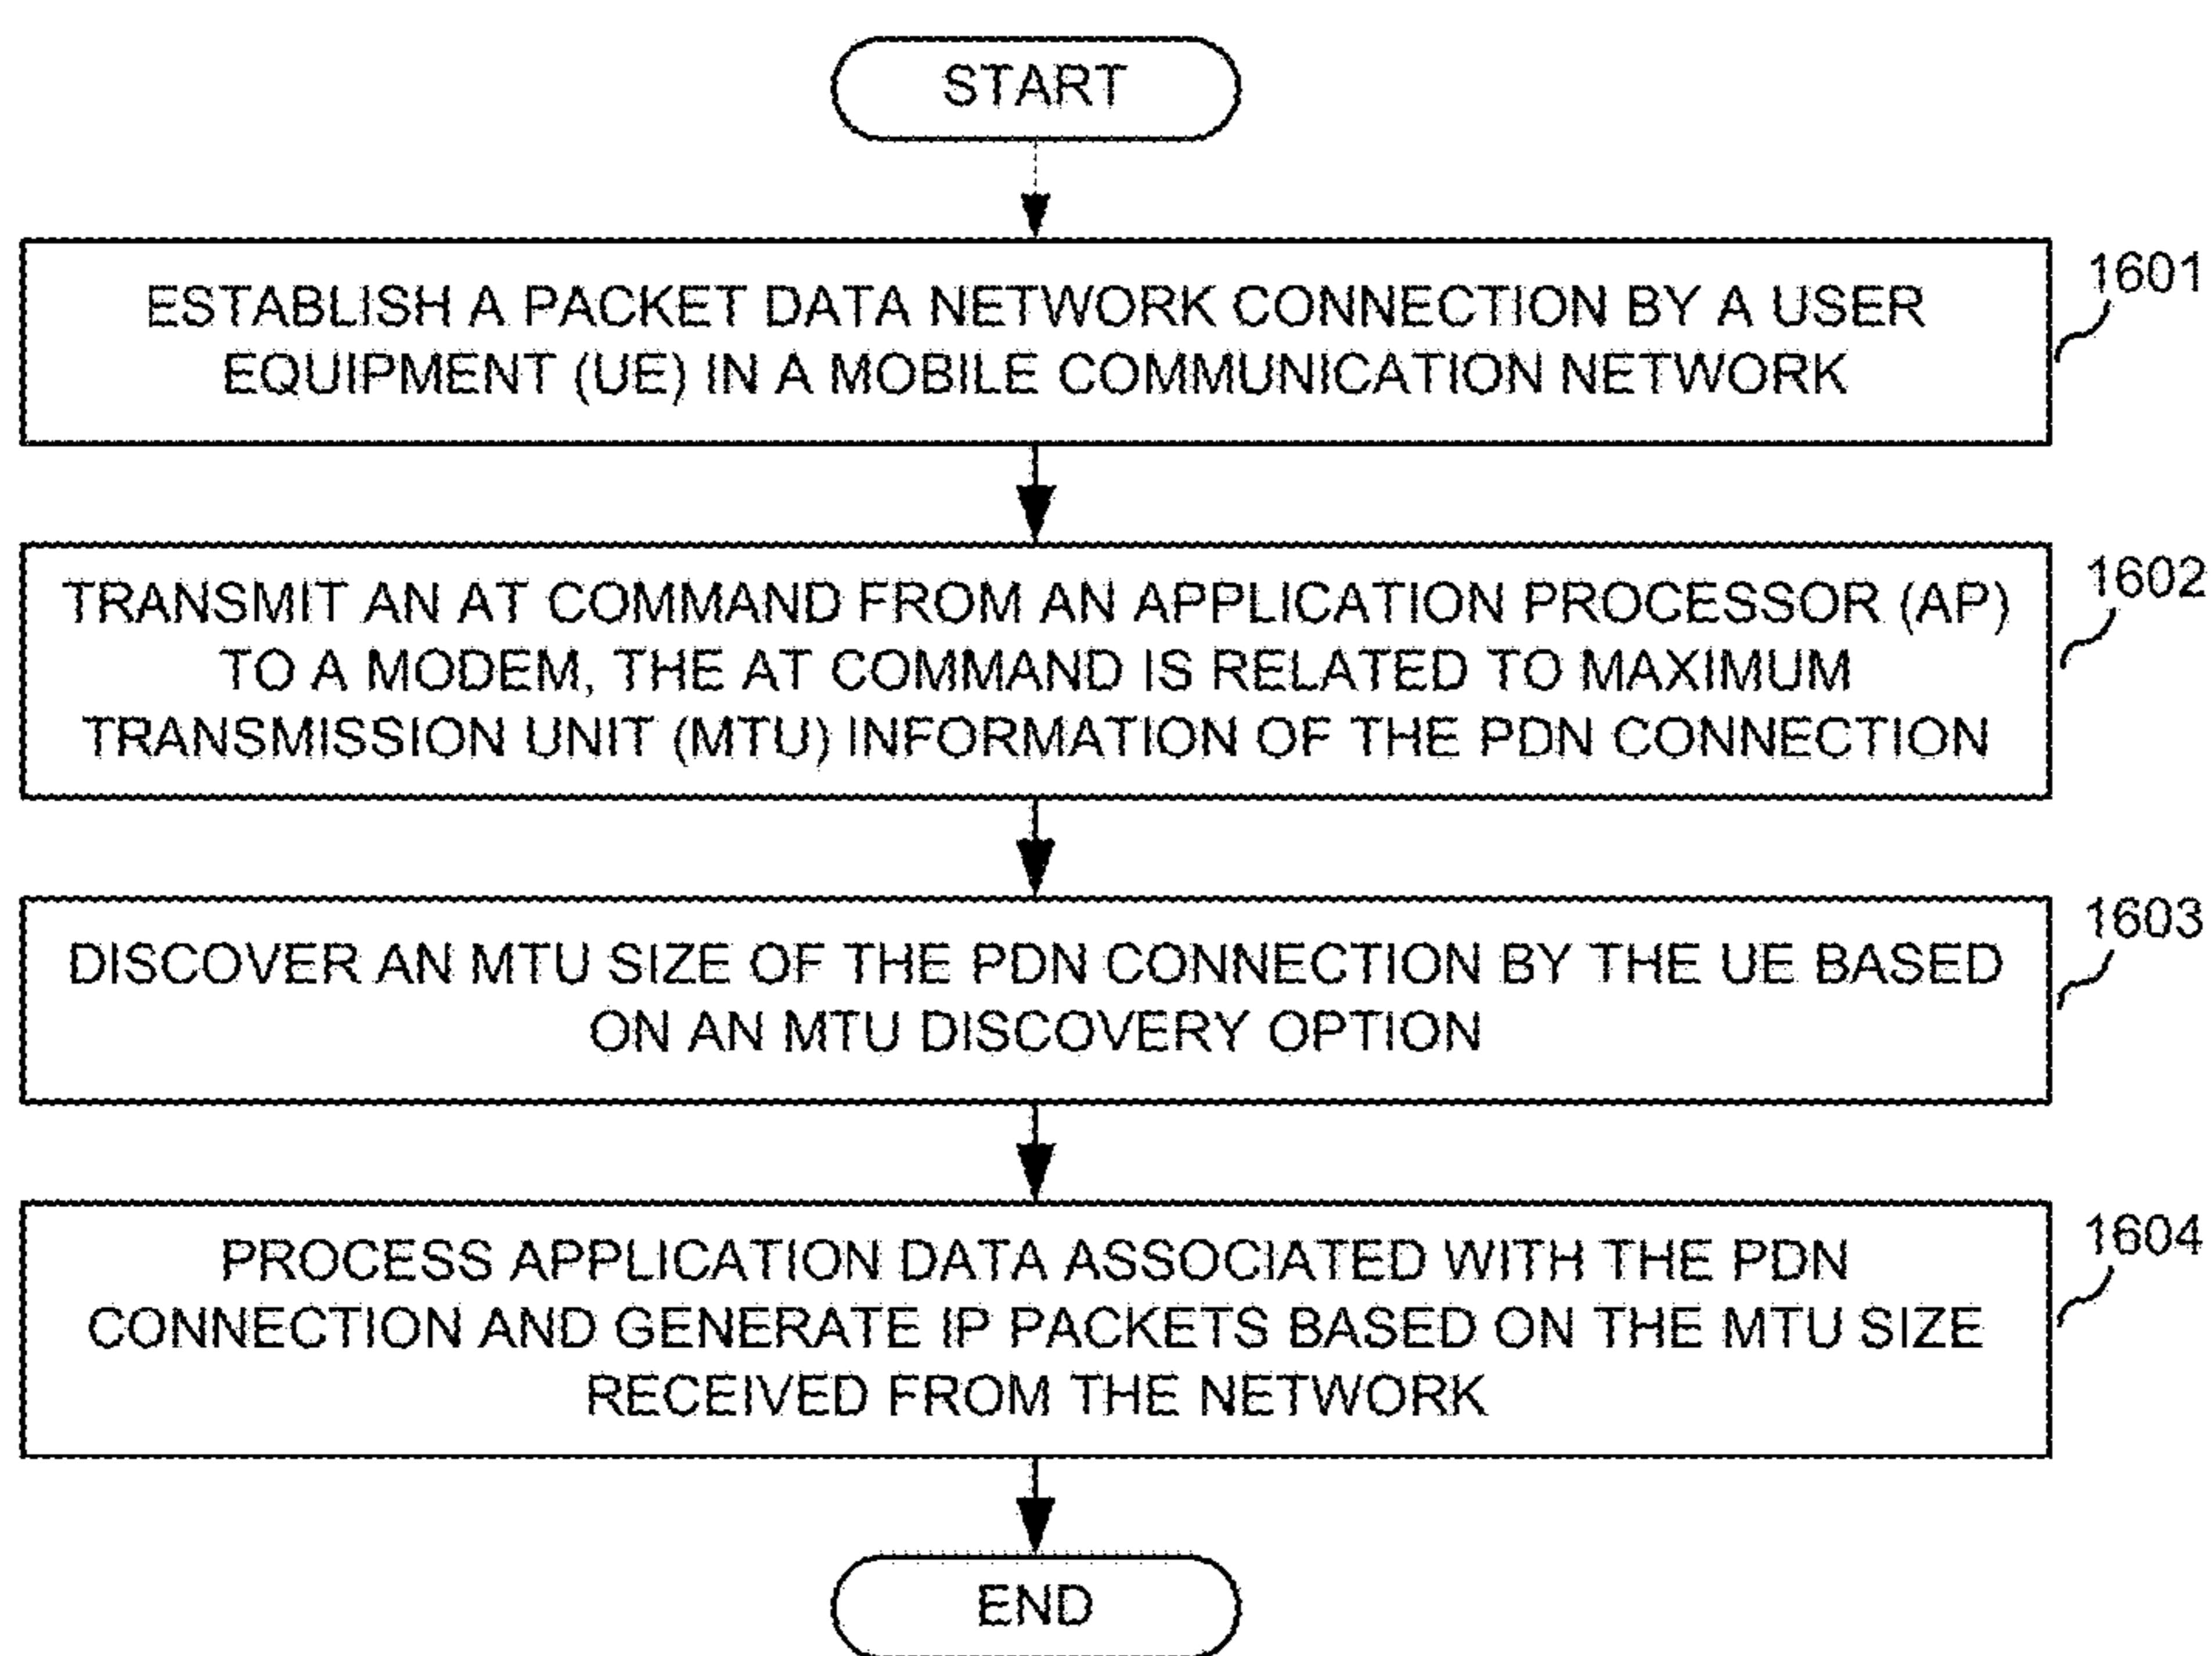 START
ESTABLISH A PACKET DATA NETWORK CONNECTION BY A USER
EQUIPMENT (UE) IN A MOBILE COMMUNICATION NETWORK
1601
TRANSMIT AN AT COMMAND FROM AN APPLICATION PROCESSOR (AP)
TO A MODEM, THE AT COMMAND IS RELATED TO MAXIMUM
TRANSMISSION UNIT (MTU) INFORMATION OF THE PDN CONNECTION
1602
DISCOVER AN MTU SIZE OF THE PDN CONNECTION BY THE UE BASED
ON AN MTU DISCOVERY OPTION
1603
PROCESS APPLICATION DATA ASSOCIATED WITH THE PDN
CONNECTION AND GENERATE IP PACKETS BASED ON THE MTU SIZE
RECEIVED FROM THE NETWORK
1604
END